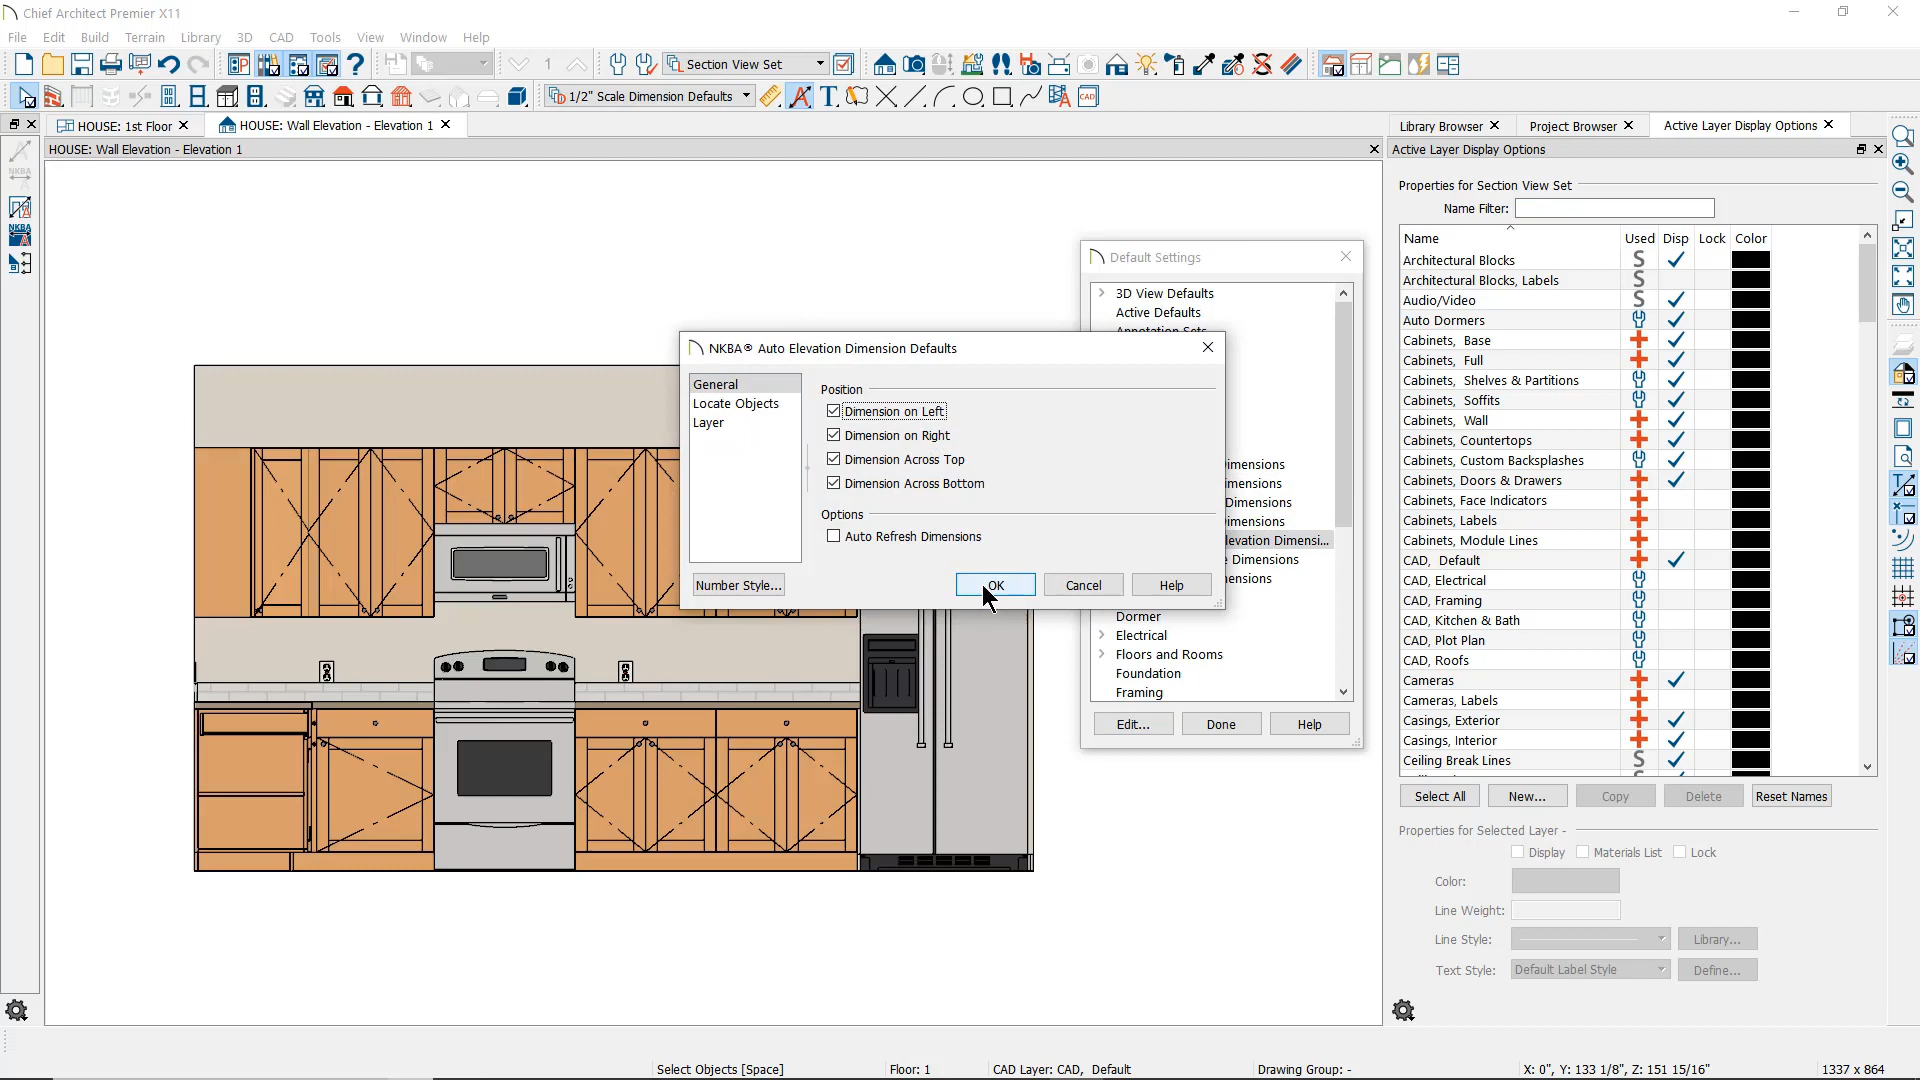 Chief Architect Premier X11
File Edit Build Terrain Library 3D CAD Tools View Window Help
1 Section View Set
1/2" Scale Dimension Defaults T CAD
HOUSE: 1st Floor HOUSE: Wall Elevation - Elevation 1
Library Browser Project Browser Active Layer Display Options
HOUSE: Wall Elevation - Elevation 1
Active Layer Display Options
NKBA
NKBA
Properties for Section View Set
Name Filter:
Name Used Disp Lock Color
Architectural Blocks
Architectural Blocks, Labels
Audio/Video
Auto Dormers
Cabinets, Base
Cabinets, Full
Cabinets, Shelves & Partitions
Cabinets, Soffits
Cabinets, Wall
Cabinets, Countertops
Cabinets, Custom Backsplashes
Cabinets, Doors & Drawers
Cabinets, Face Indicators
Cabinets, Labels
Cabinets, Module Lines
CAD, Default
CAD, Electrical
CAD, Framing
CAD, Kitchen & Bath
CAD, Plot Plan
CAD, Roofs
Cameras
Cameras, Labels
Casings, Exterior
Casings, Interior
Ceiling Break Lines
Select All New... Copy Delete Reset Names
Properties for Selected Layer -
Display Materials List Lock
Color:
Line Weight:
Line Style: Library...
Text Style: Default Label Style Define...
Default Settings
3D View Defaults
Active Defaults
Annotation Sets
imensions
imensions
Dimensions
imensions
levation Dimensi...
e Dimensions
nensions
Dormer
Electrical
Floors and Rooms
Foundation
Framing
Edit... Done Help
NKBA® Auto Elevation Dimension Defaults
General
Locate Objects
Layer
Position
Dimension on Left
Dimension on Right
Dimension Across Top
Dimension Across Bottom
Options
Auto Refresh Dimensions
Number Style... OK Cancel Help
Select Objects [Space] Floor: 1 CAD Layer: CAD, Default Drawing Group: - X: 0", Y: 133 1/8", Z: 151 15/16" 1337 x 864